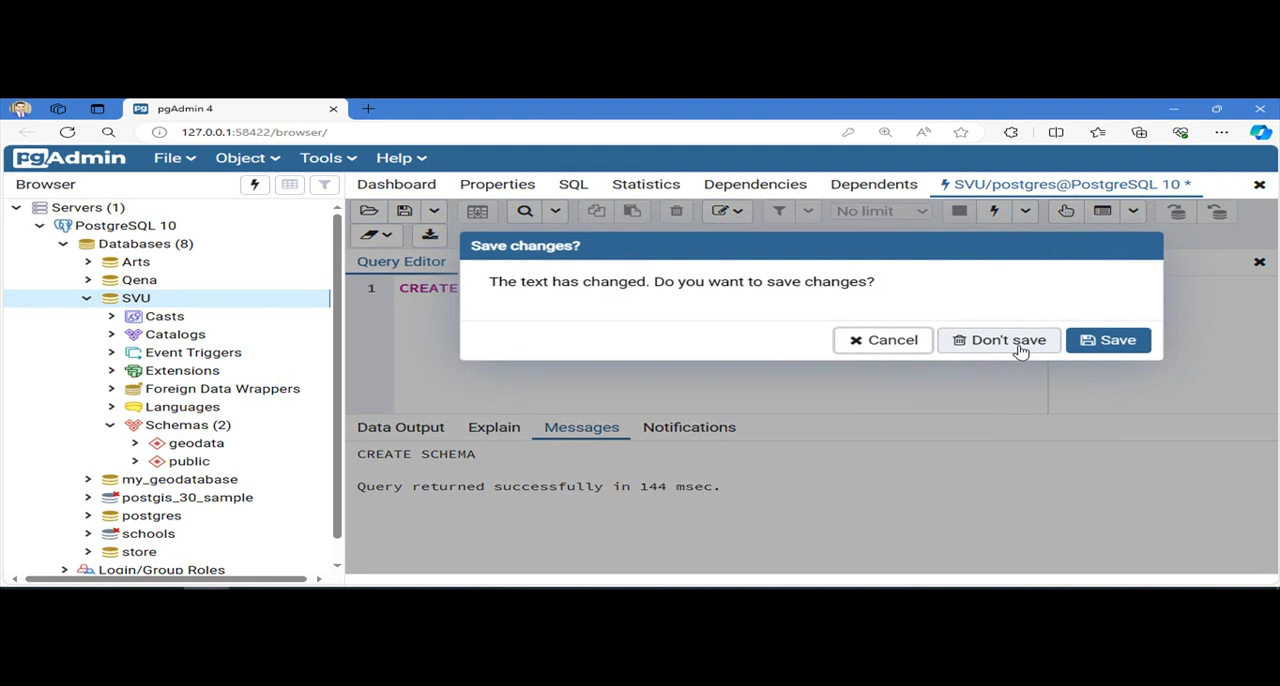 pgAdmin 4
127.0.0.1:58422/browser/
pgAdmin File Object Tools Help
Browser
Dashboard Properties SQL Statistics Dependencies Dependents SVU/postgres@PostgreSQL 10 *
Servers (1)
PostgreSQL 10
Databases (8)
Arts
Qena
SVU
Casts
Catalogs
Event Triggers
Extensions
Foreign Data Wrappers
Languages
Schemas (2)
geodata
public
my_geodatabase
postgis_30_sample
postgres
schools
store
Login/Group Roles
No limit
Query Editor
1 CREATE
Save changes?
The text has changed. Do you want to save changes?
Cancel Don't save Save
Data Output Explain Messages Notifications
CREATE SCHEMA
Query returned successfully in 144 msec.